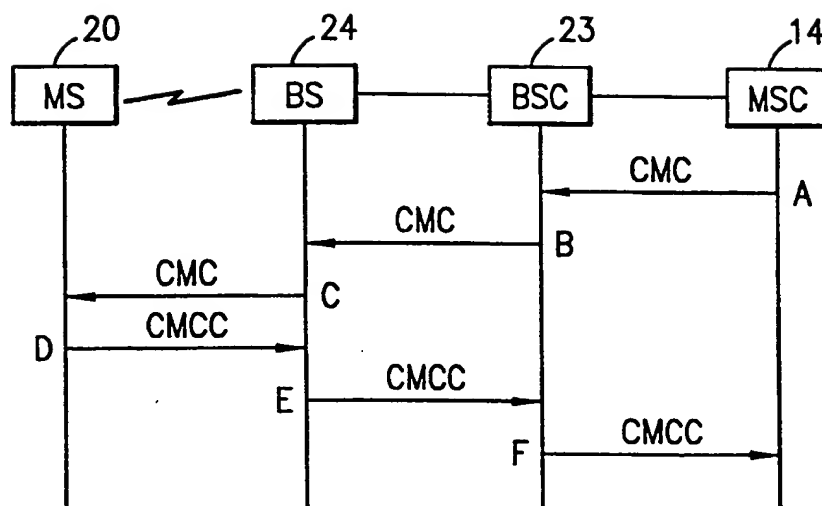 20 24 23 14
MS BS BSC MSC
CMC A
CMC B
CMC C
D CMCC
E CMCC
F CMCC